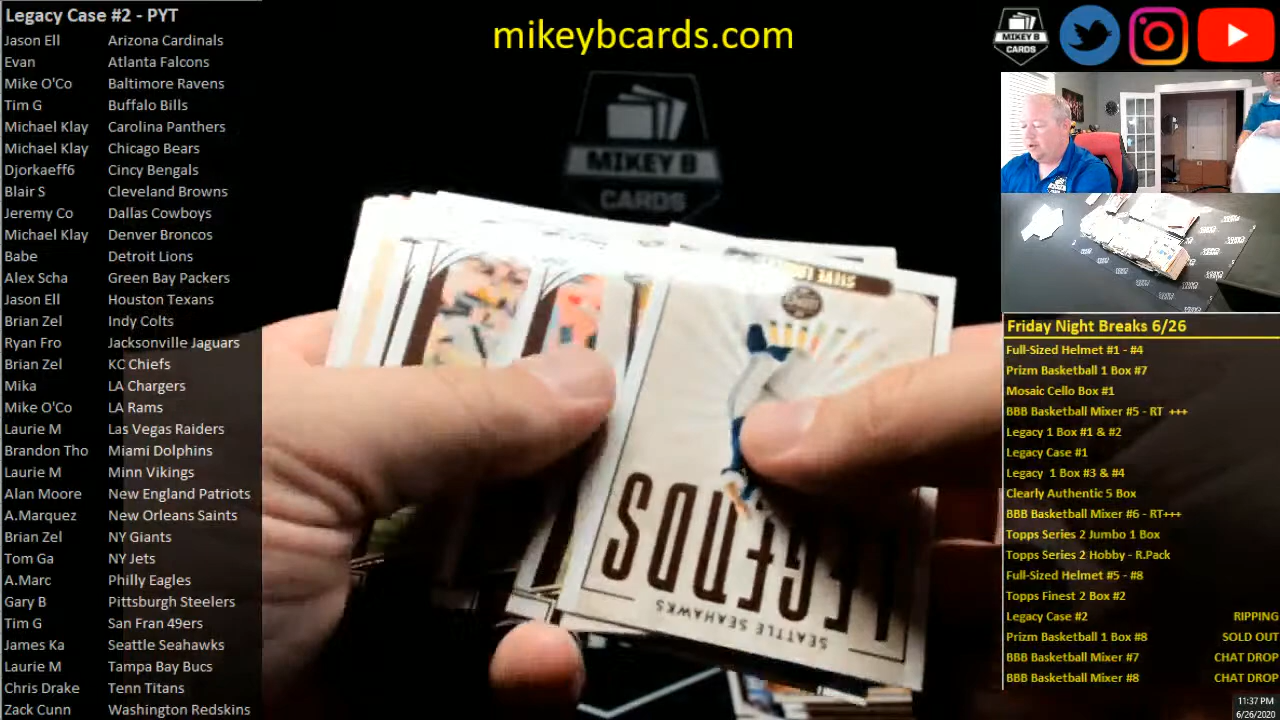 Legacy Case #2 - PYT
Jason Ell Arizona Cardinals
Evan Atlanta Falcons
Mike O'Co Baltimore Ravens
Tim G Buffalo Bills
Michael Klay Carolina Panthers
Michael Klay Chicago Bears
Djorkaeff6 Cincy Bengals
Blair S Cleveland Browns
Jeremy Co Dallas Cowboys
Michael Klay Denver Broncos
Babe Detroit Lions
Alex Scha Green Bay Packers
Jason Ell Houston Texans
Brian Zel Indy Colts
Ryan Fro Jacksonville Jaguars
Brian Zel KC Chiefs
Mika LA Chargers
Mike O'Co LA Rams
Laurie M Las Vegas Raiders
Brandon Tho Miami Dolphins
Laurie M Minn Vikings
Alan Moore New England Patriots
A.Marquez New Orleans Saints
Brian Zel NY Giants
Tom Ga NY Jets
A.Marc Philly Eagles
Gary B Pittsburgh Steelers
Tim G San Fran 49ers
James Ka Seattle Seahawks
Laurie M Tampa Bay Bucs
Chris Drake Tenn Titans
Zack Cunn Washington Redskins
mikeybcards.com
MIKEY B
CARDS
STEVE
LEGENDS
SEATTLE SEAHAWKS
MIKEY B
CARDS
Friday Night Breaks 6/26
Full-Sized Helmet #1 - #4
Prizm Basketball 1 Box #7
Mosaic Cello Box #1
BBB Basketball Mixer #5 - RT +++
Legacy 1 Box #1 & #2
Legacy Case #1
Legacy 1 Box #3 & #4
Clearly Authentic 5 Box
BBB Basketball Mixer #6 - RT+++
Topps Series 2 Jumbo 1 Box
Topps Series 2 Hobby - R.Pack
Full-Sized Helmet #5 - #8
Topps Finest 2 Box #2
Legacy Case #2 RIPPING
Prizm Basketball 1 Box #8 SOLD OUT
BBB Basketball Mixer #7 CHAT DROP
BBB Basketball Mixer #8 CHAT DROP
11:37 PM
6/26/2020